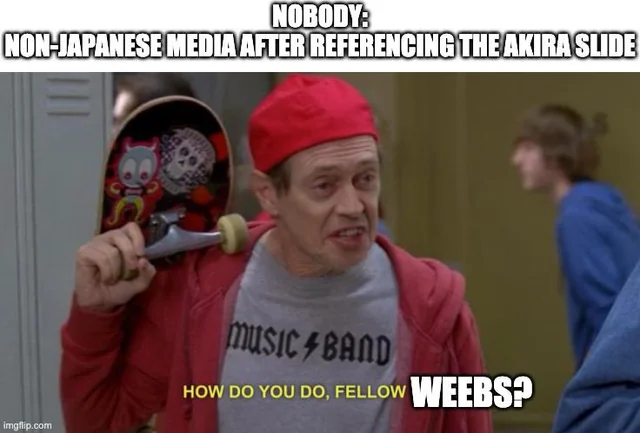 NOBODY:
NON-JAPANESE MEDIA AFTER REFERENCING THE AKIRA SLIDE
MUSIC⚡BAND
HOW DO YOU DO, FELLOW WEEBS?
imgflip.com